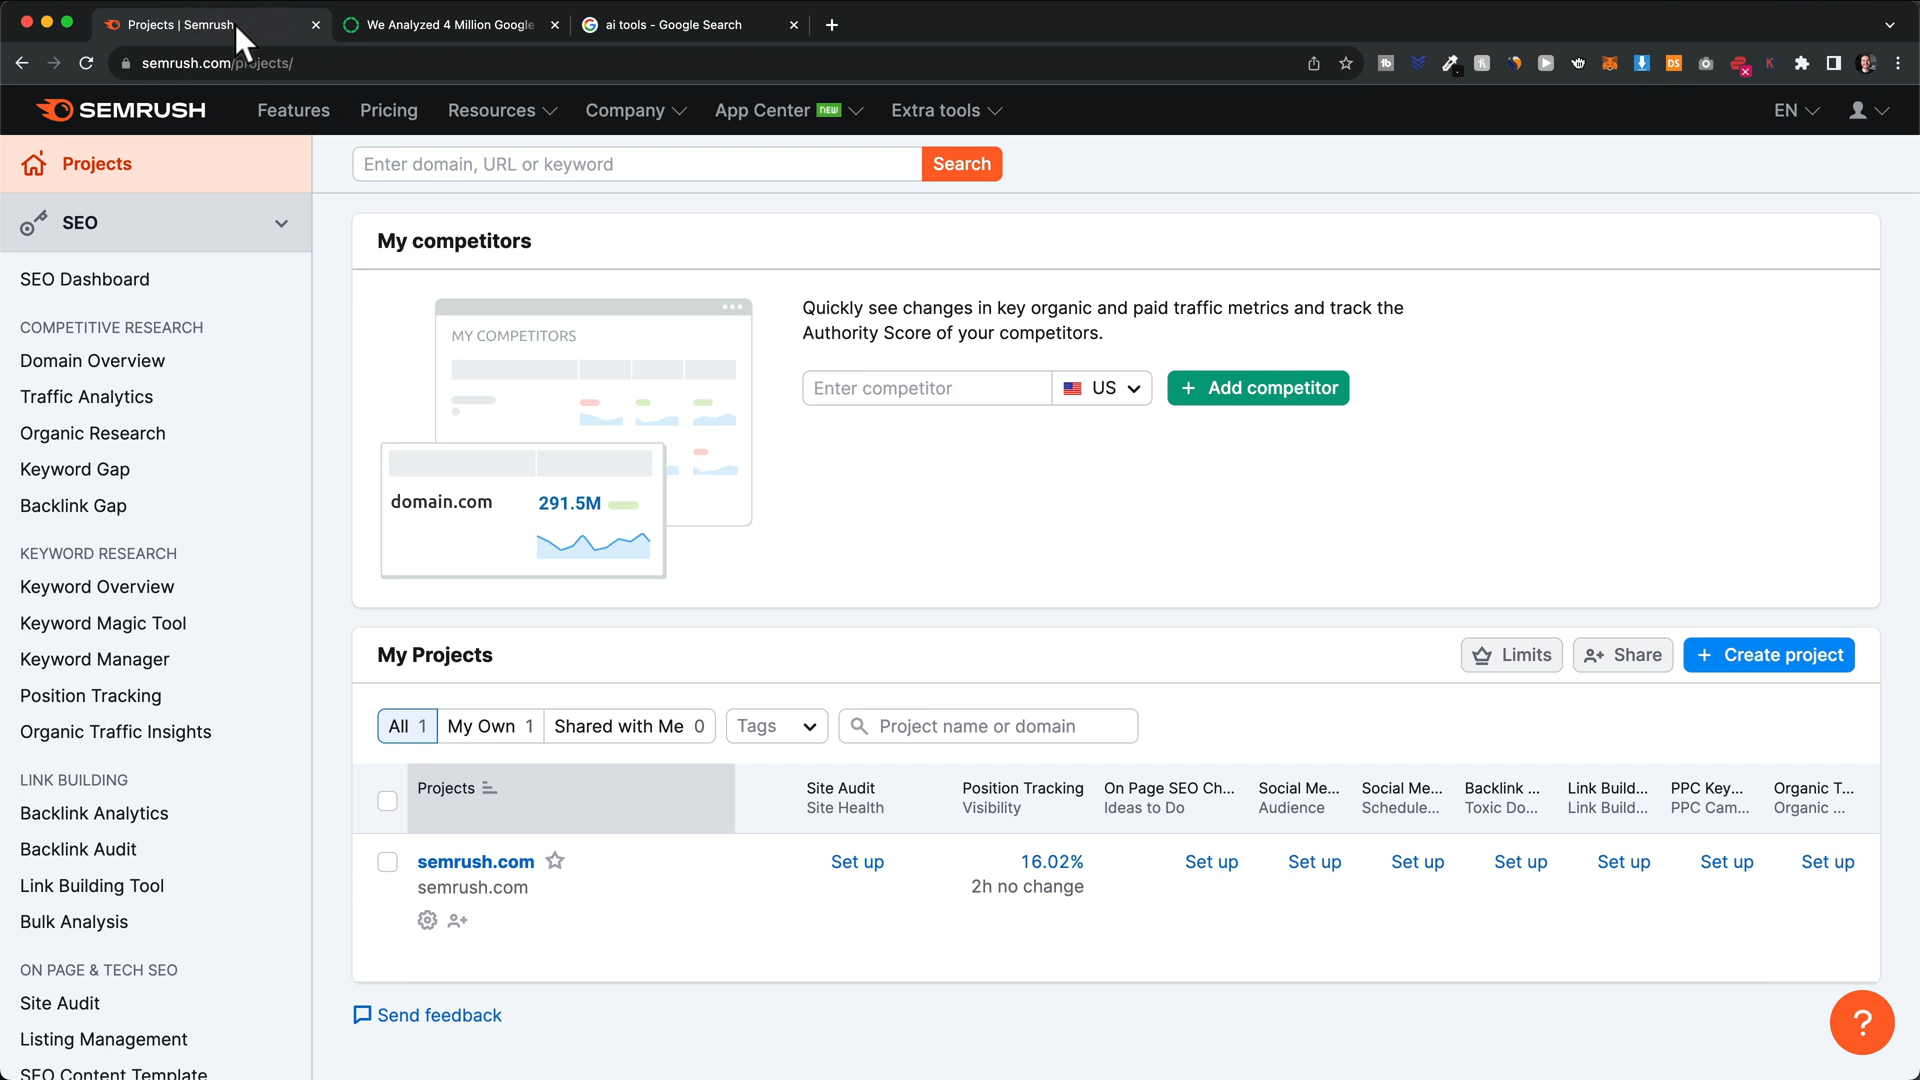 Projects | Semrush
We Analyzed 4 Million Google
ai tools - Google Search
semrush.com/projects/
SEMRUSH
Features
Pricing
Resources
Company
App Center NEW
Extra tools
EN
Projects
Enter domain, URL or keyword
Search
SEO
SEO Dashboard
COMPETITIVE RESEARCH
Domain Overview
Traffic Analytics
Organic Research
Keyword Gap
Backlink Gap
KEYWORD RESEARCH
Keyword Overview
Keyword Magic Tool
Keyword Manager
Position Tracking
Organic Traffic Insights
LINK BUILDING
Backlink Analytics
Backlink Audit
Link Building Tool
Bulk Analysis
ON PAGE & TECH SEO
Site Audit
Listing Management
SEO Content Template
My competitors
MY COMPETITORS
domain.com 291.5M
Quickly see changes in key organic and paid traffic metrics and track the
Authority Score of your competitors.
Enter competitor
US
+ Add competitor
My Projects
Limits
Share
+ Create project
All 1
My Own 1
Shared with Me 0
Tags
Project name or domain
Projects
Site Audit
Site Health
Position Tracking
Visibility
On Page SEO Ch...
Ideas to Do
Social Me...
Audience
Social Me...
Schedule...
Backlink ...
Toxic Do...
Link Build...
Link Build...
PPC Key...
PPC Cam...
Organic T...
Organic ...
semrush.com
semrush.com
Set up
16.02%
2h no change
Set up
Set up
Set up
Set up
Set up
Set up
Set up
Send feedback
?